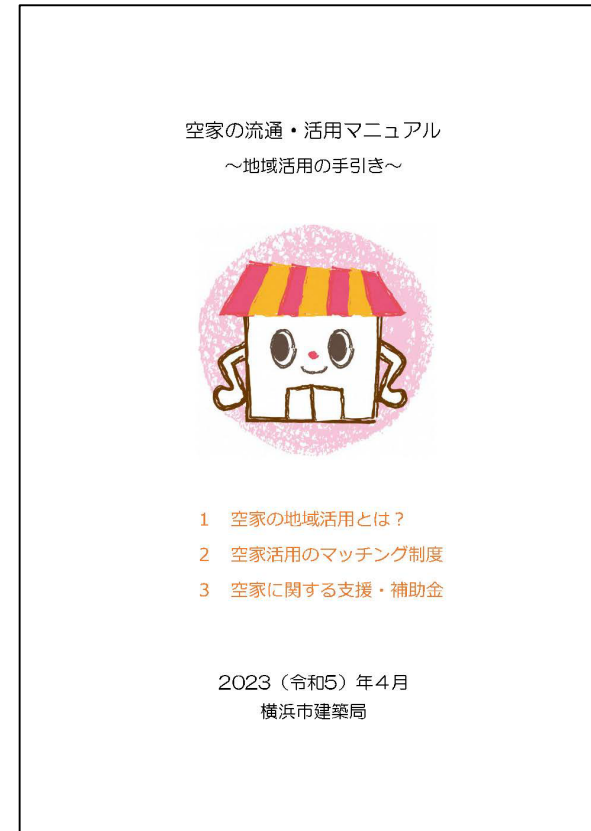 空家の流通・活用マニュアル
～地域活用の手引き～
1 空家の地域活用とは？
2 空家活用のマッチング制度
3 空家に関する支援・補助金
2023（令和5）年4月
横浜市建築局